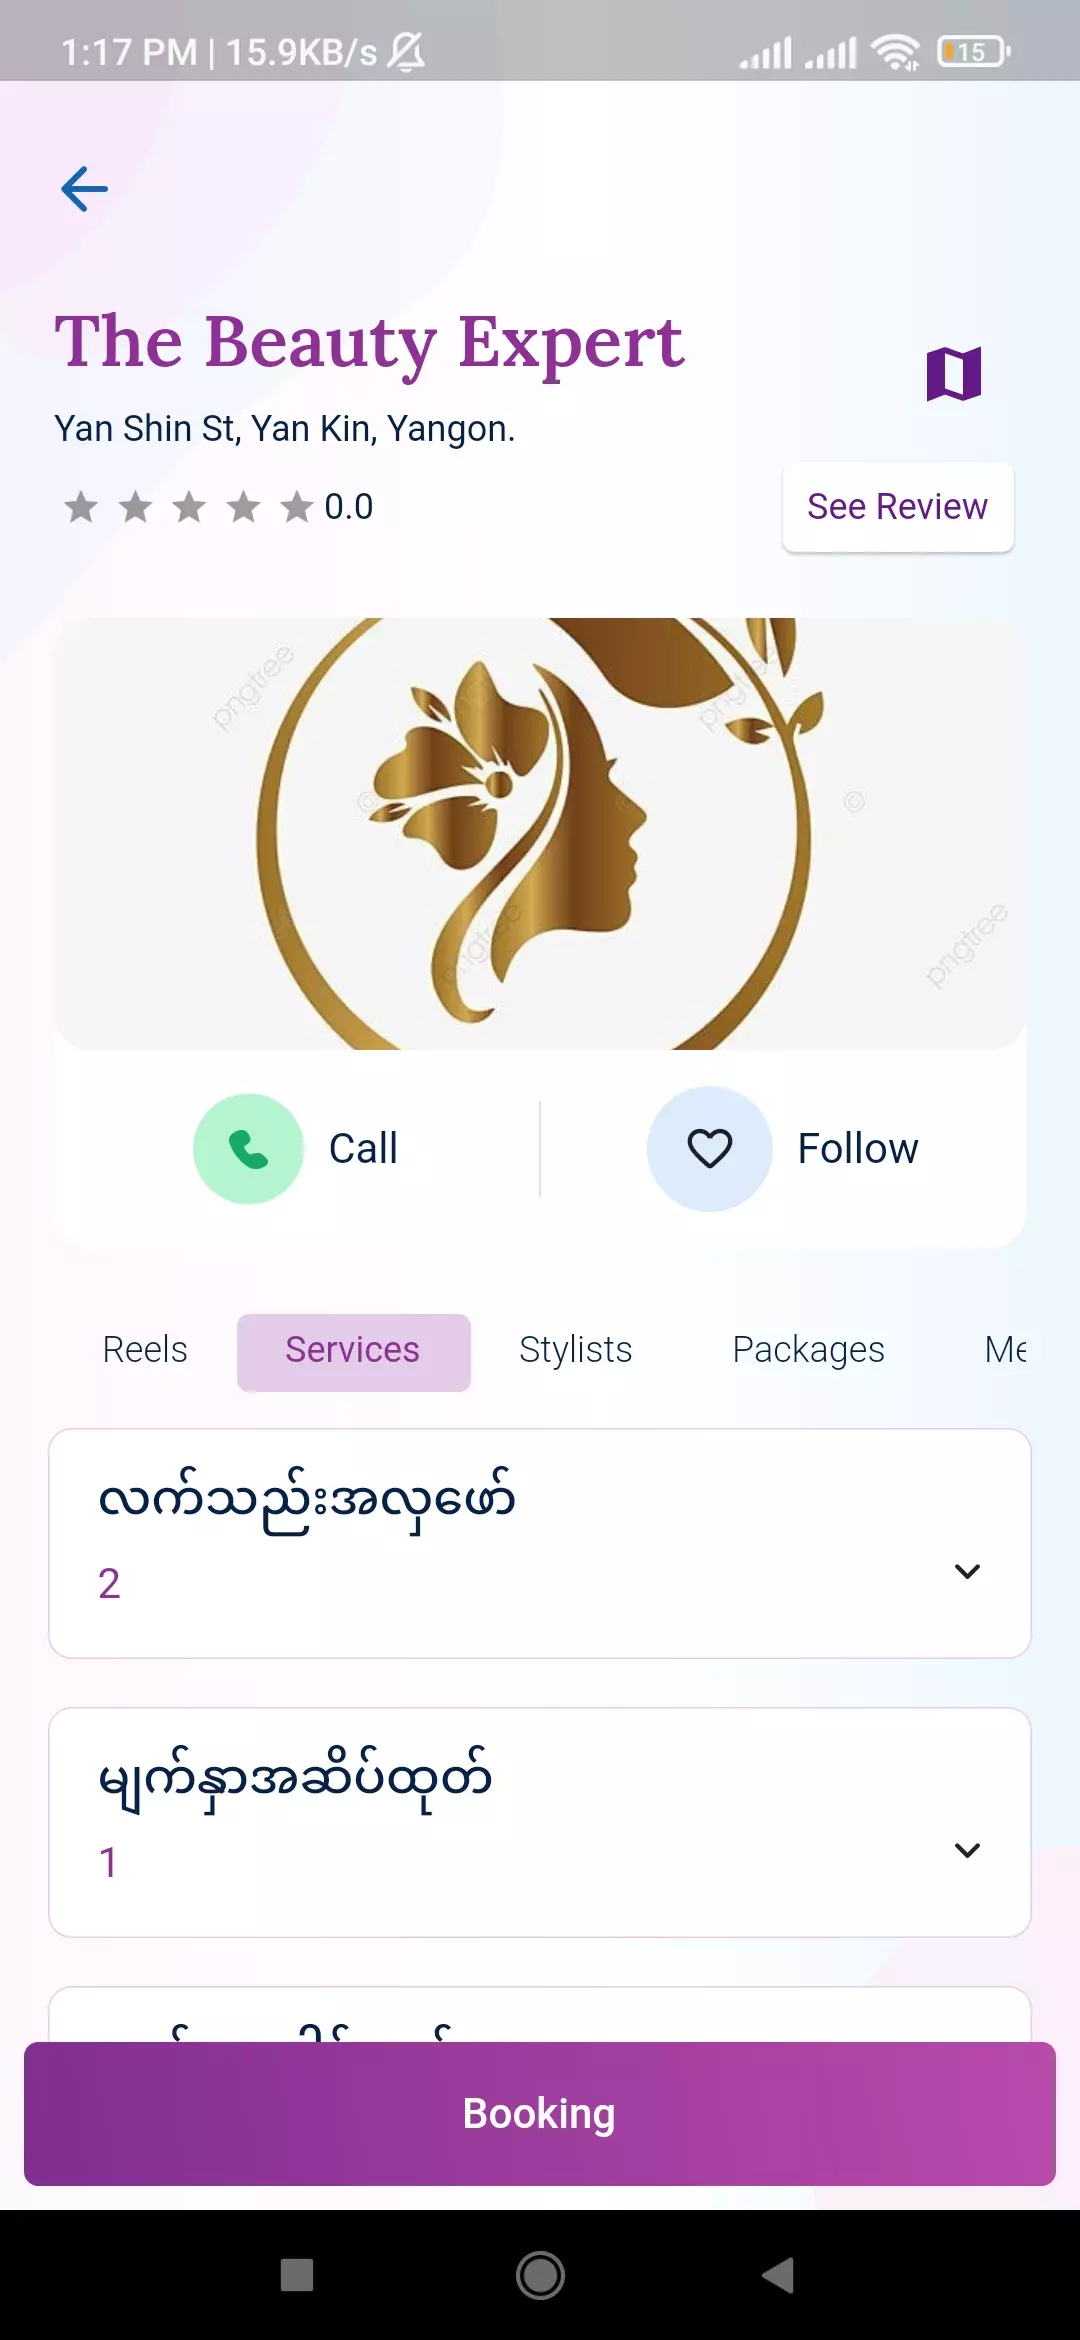 1:17 PM | 15.9KB/s
15
The Beauty Expert
Yan Shin St, Yan Kin, Yangon.
0.0
See Review
pngtree
pngtree
pngtree
pngtree
Call
Follow
Reels Services Stylists Packages Me
လက်သည်းအလှဖော်
2
မျက်နှာအဆိပ်ထုတ်
1
Booking